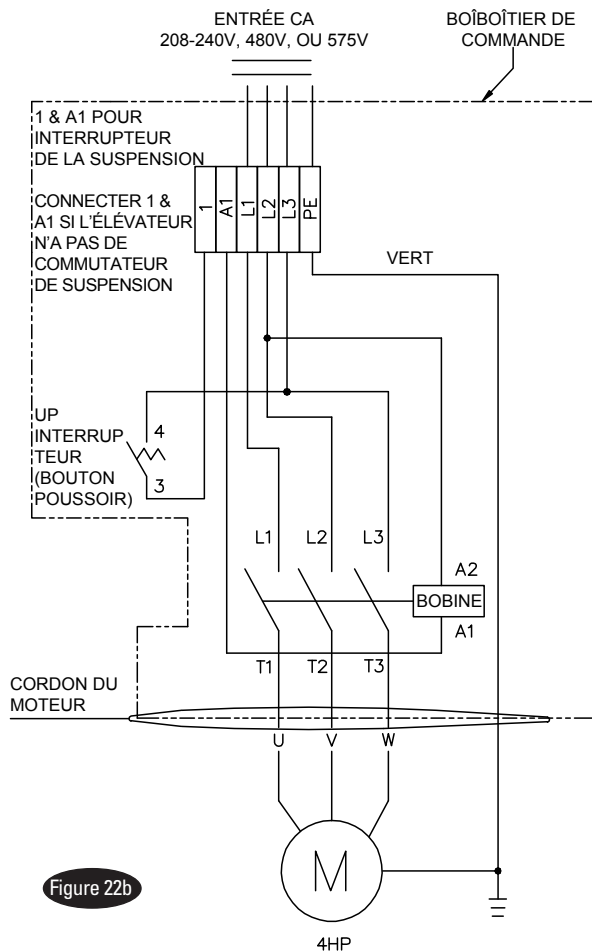 ENTRÉE CA
208-240V, 480V, OU 575V
BOÎBOÎTIER DE
COMMANDE
1 & A1 POUR
INTERRUPTEUR
DE LA SUSPENSION
CONNECTER 1 &
A1 SI L'ÉLÉVATEUR
N'A PAS DE
COMMUTATEUR
DE SUSPENSION
1 A1 L1 L2 L3 PE
VERT
UP
INTERRUP
TEUR
(BOUTON
POUSSOIR)
4
3
L1 L2 L3
A2
BOBINE
A1
T1 T2 T3
CORDON DU
MOTEUR
U V W
M
4HP
Figure 22b